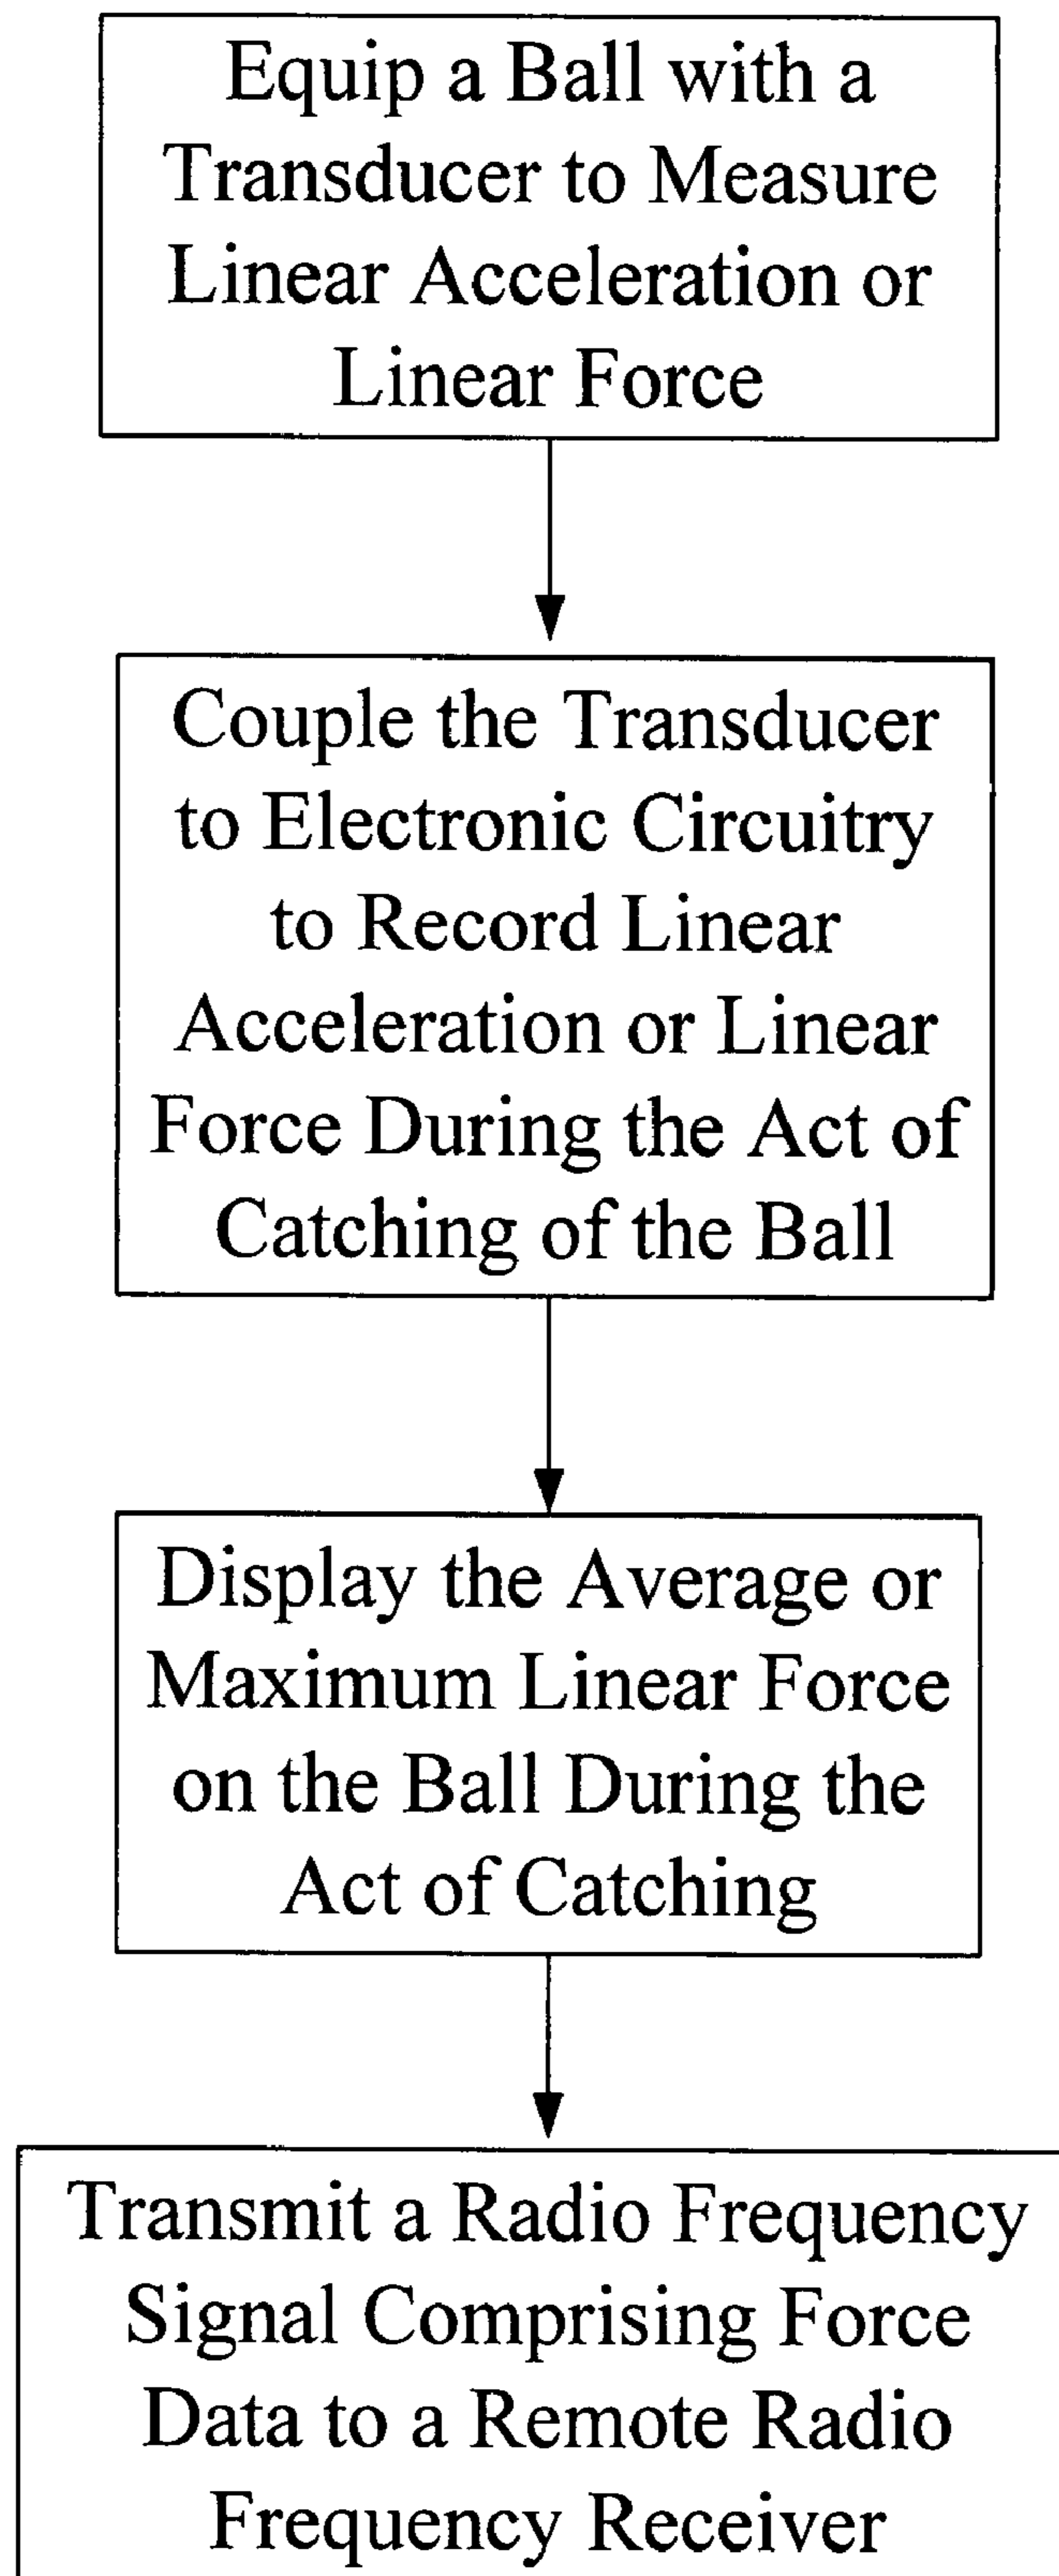 Equip a Ball with a
Transducer to Measure
Linear Acceleration or
Linear Force
Couple the Transducer
to Electronic Circuitry
to Record Linear
Acceleration or Linear
Force During the Act of
Catching of the Ball
Display the Average or
Maximum Linear Force
on the Ball During the
Act of Catching
Transmit a Radio Frequency
Signal Comprising Force
Data to a Remote Radio
Frequency Receiver